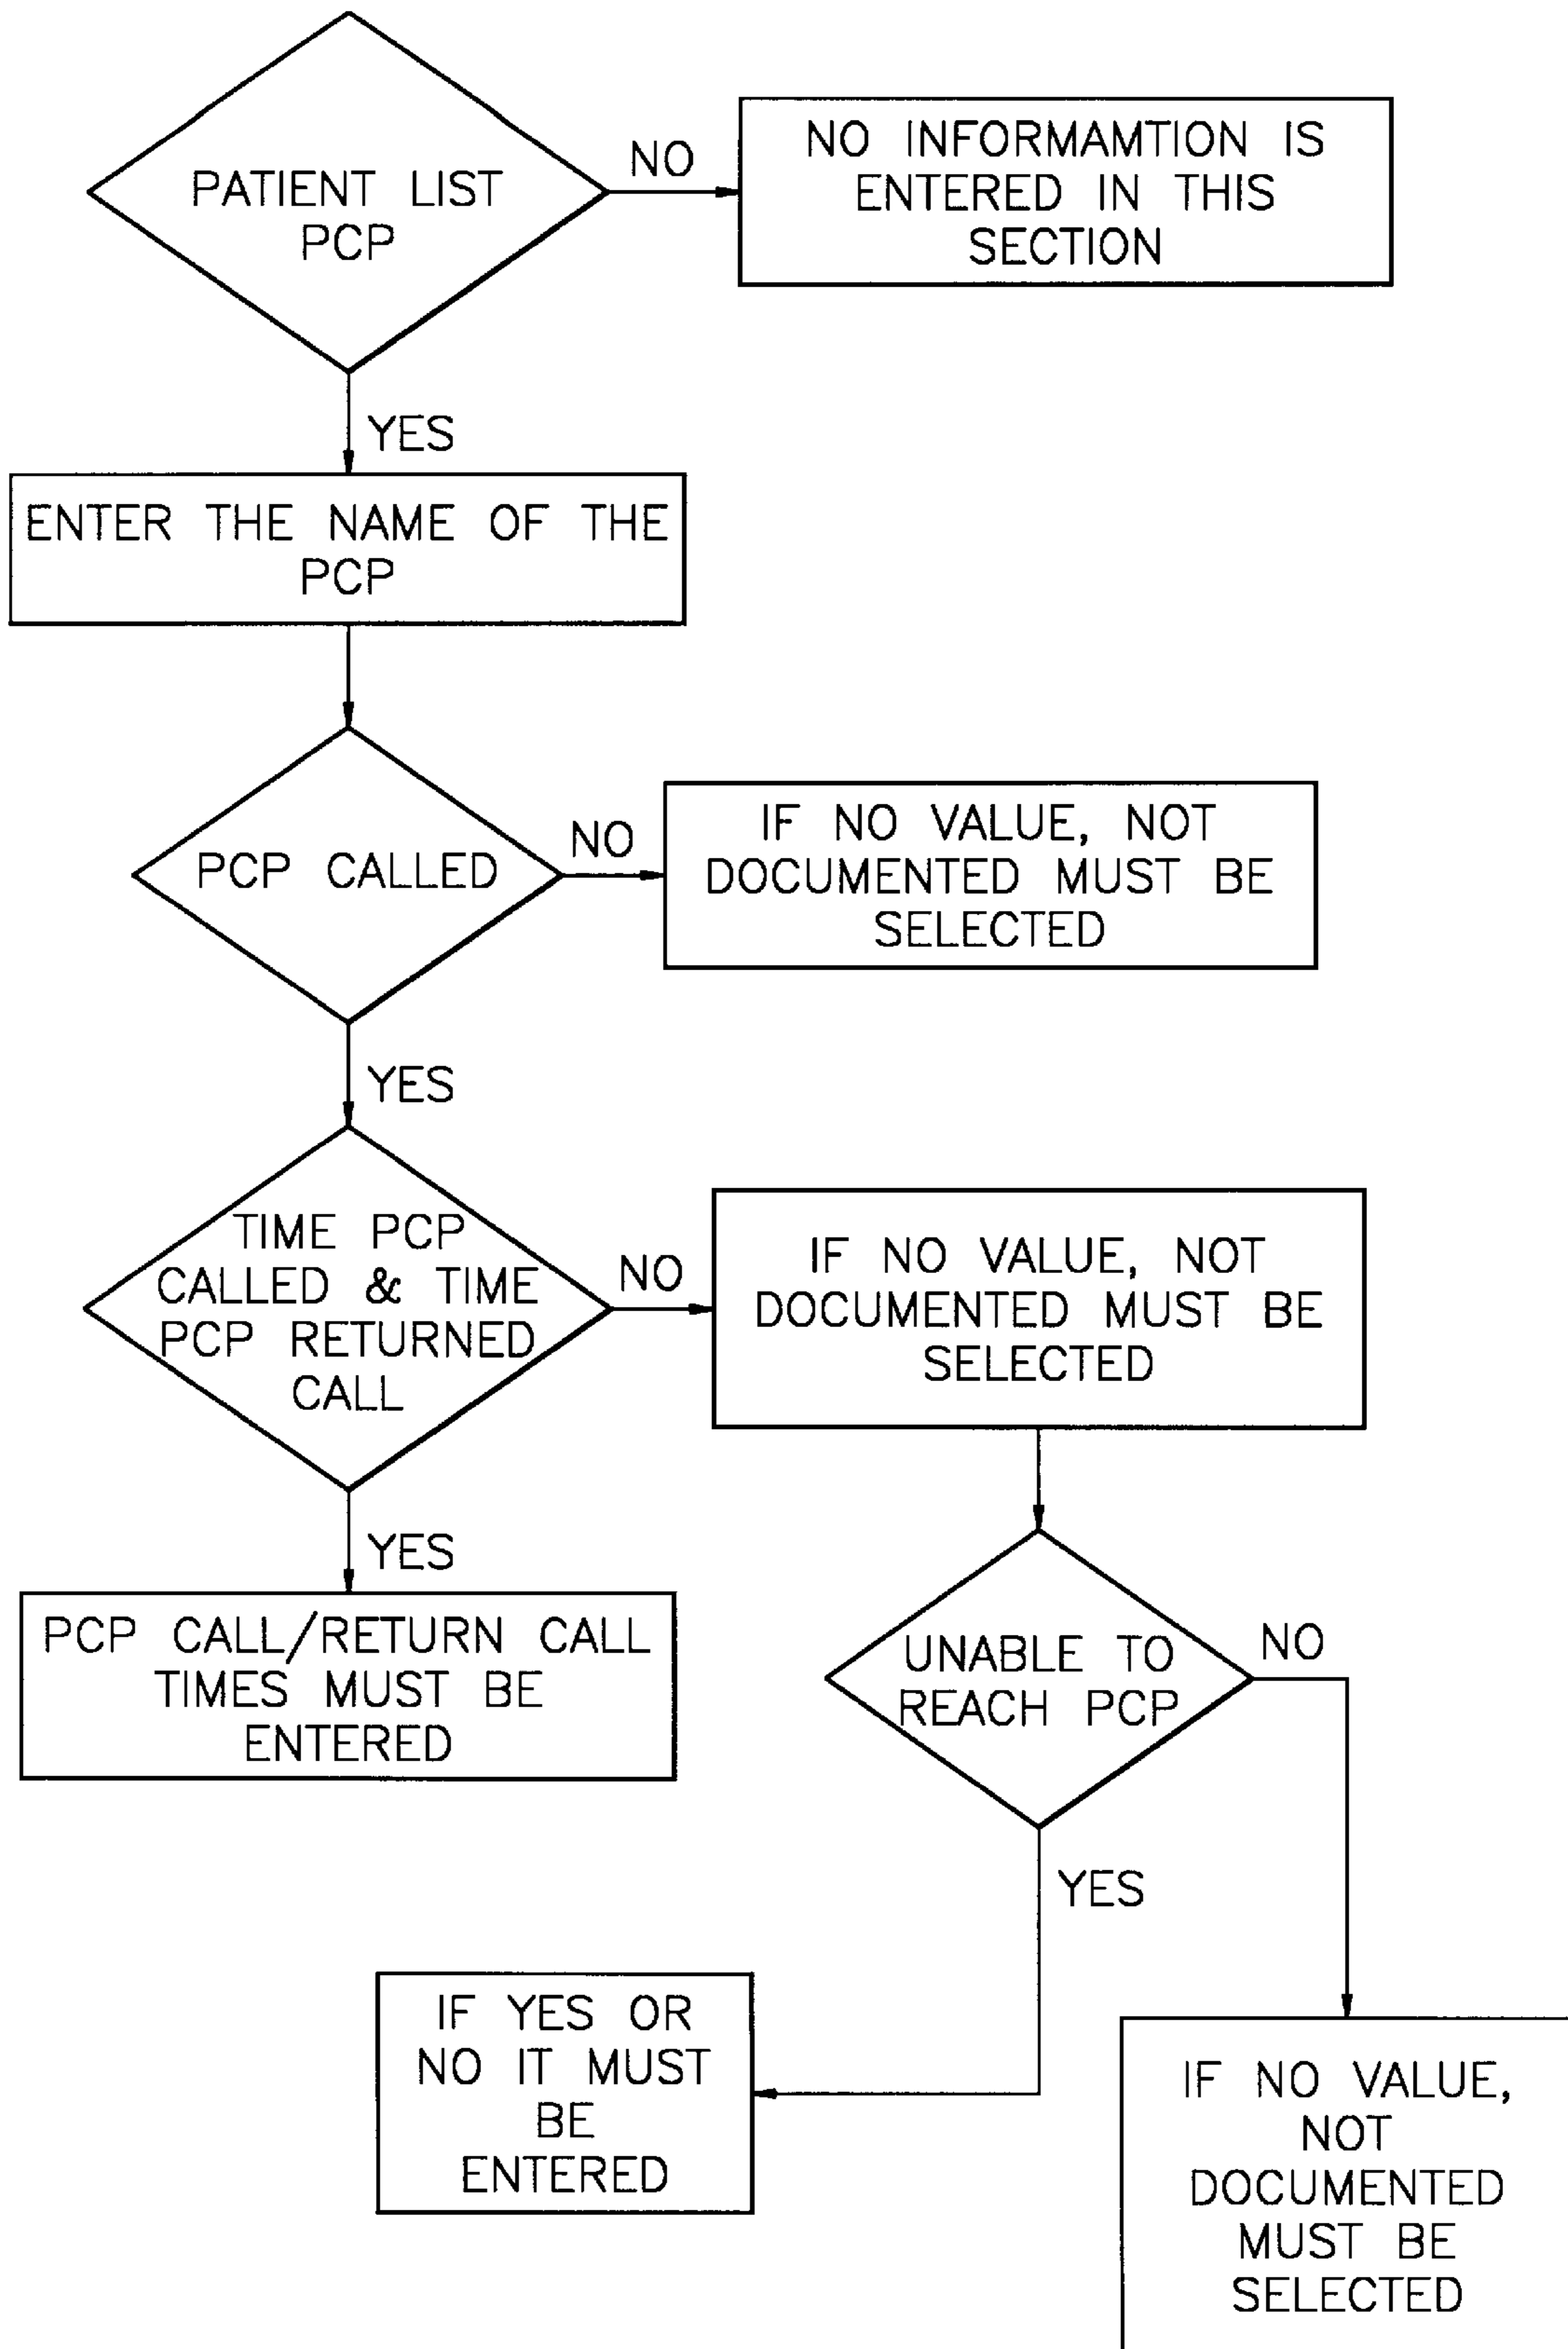 PATIENT LIST
PCP
NO
NO INFORMAMTION IS
ENTERED IN THIS
SECTION
YES
ENTER THE NAME OF THE
PCP
PCP CALLED
NO
IF NO VALUE, NOT
DOCUMENTED MUST BE
SELECTED
YES
TIME PCP
CALLED & TIME
PCP RETURNED
CALL
NO
IF NO VALUE, NOT
DOCUMENTED MUST BE
SELECTED
YES
PCP CALL/RETURN CALL
TIMES MUST BE
ENTERED
UNABLE TO
REACH PCP
NO
YES
IF YES OR
NO IT MUST
BE
ENTERED
IF NO VALUE,
NOT
DOCUMENTED
MUST BE
SELECTED